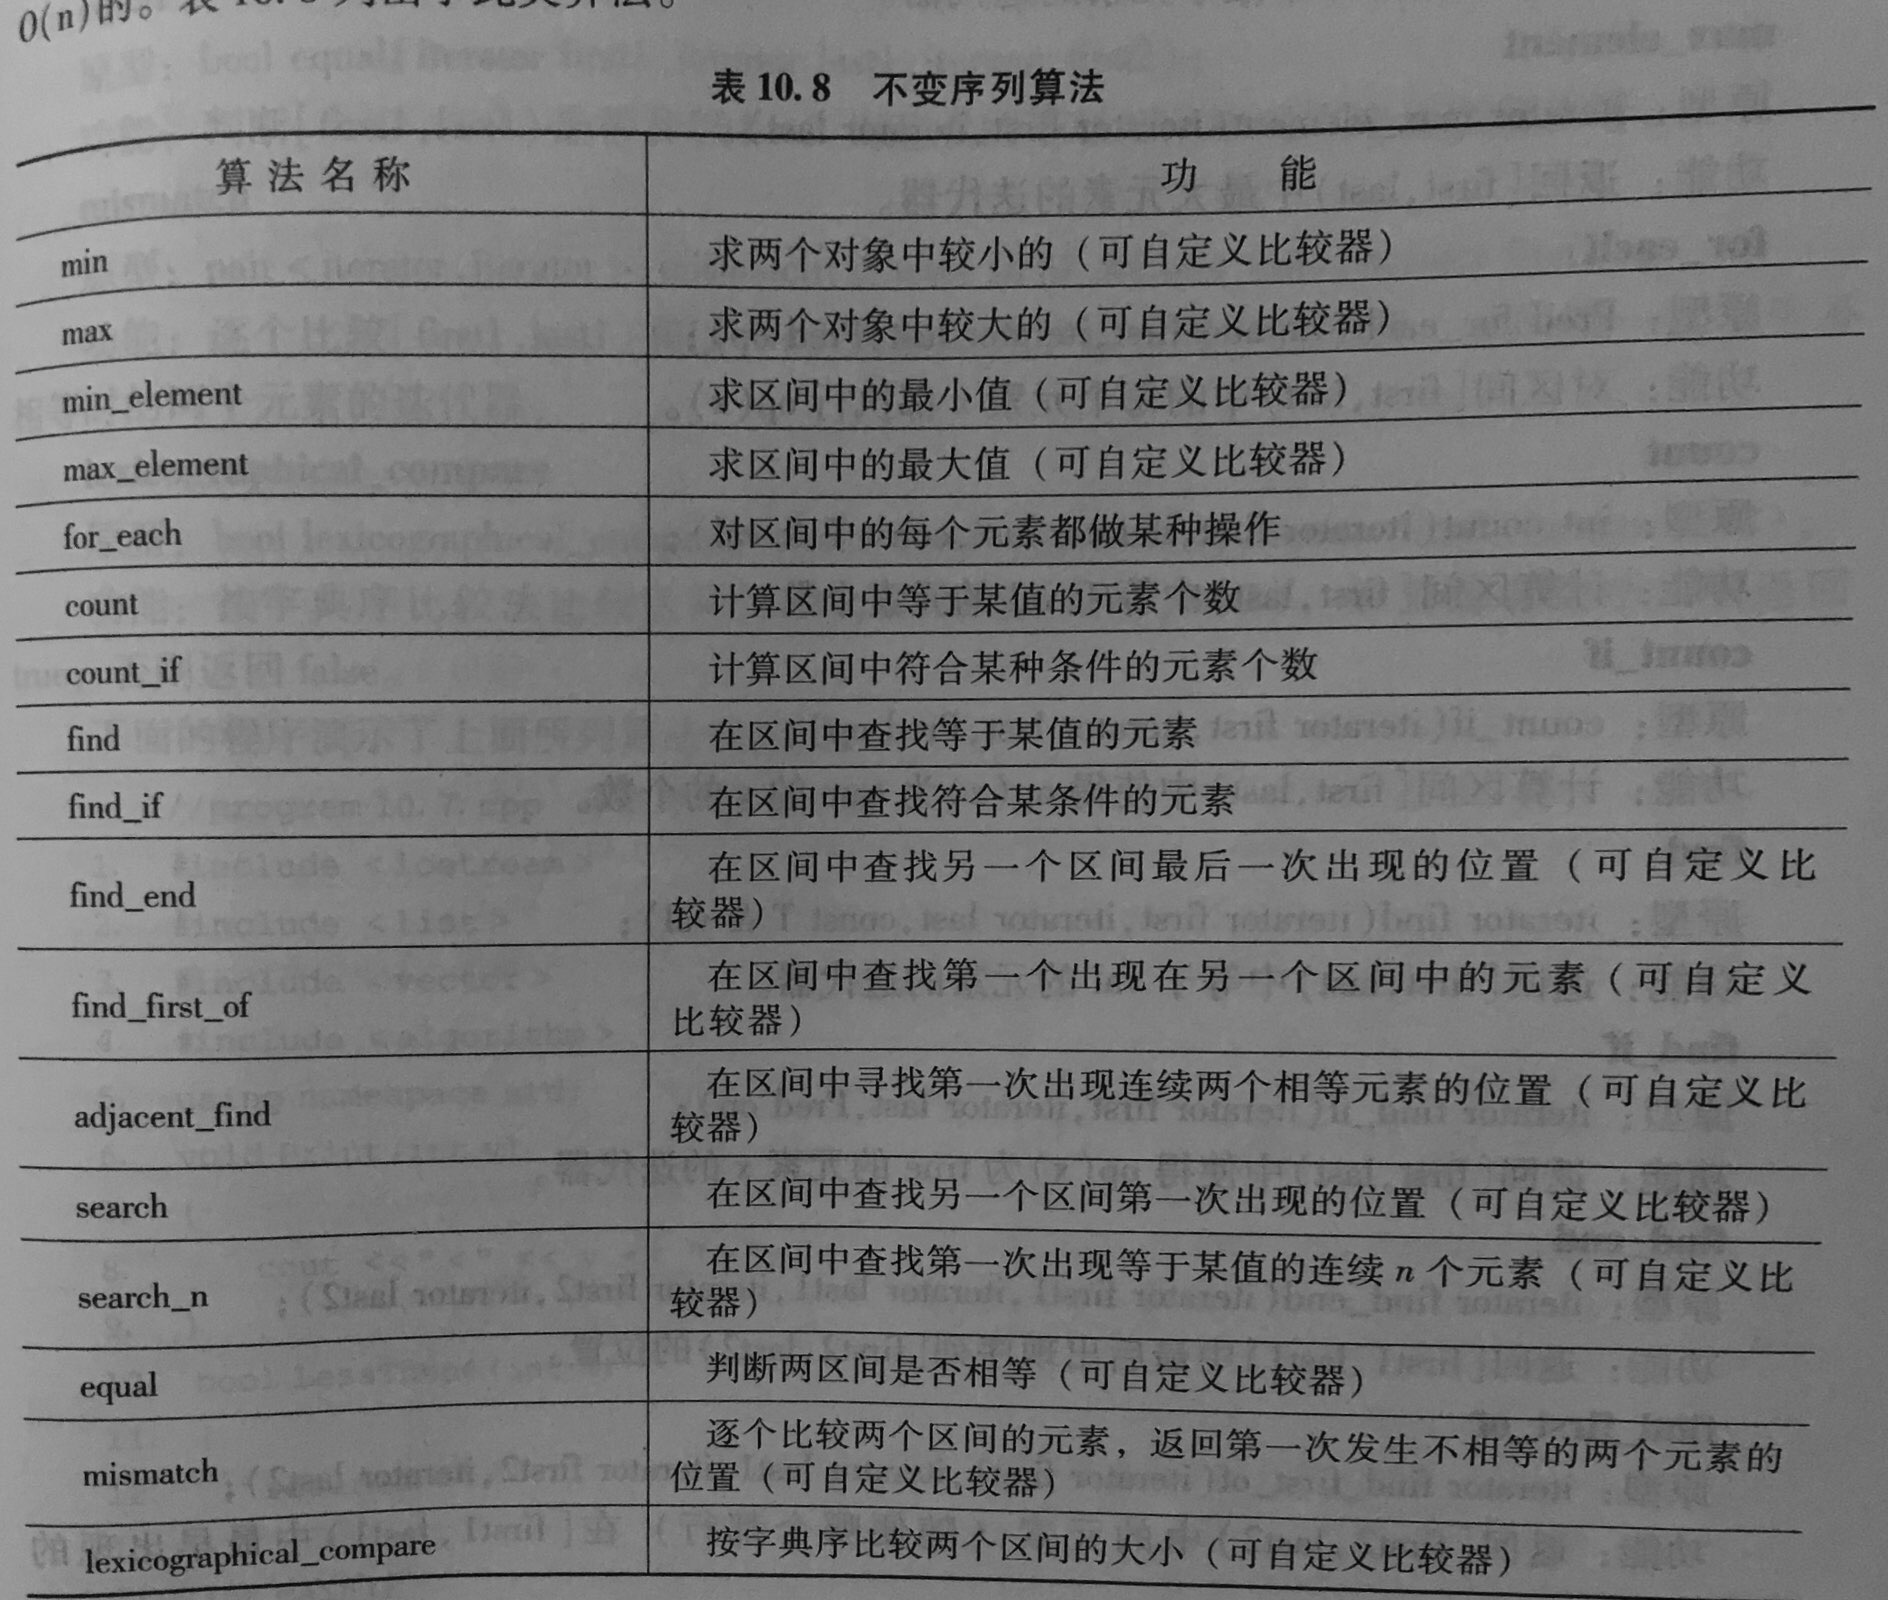 O(n)的。表 10.8 列出了此类算法。
表 10.8 不变序列算法
算法名称 功 能
min 求两个对象中较小的（可自定义比较器）
max 求两个对象中较大的（可自定义比较器）
min_element 求区间中的最小值（可自定义比较器）
max_element 求区间中的最大值（可自定义比较器）
for_each 对区间中的每个元素都做某种操作
count 计算区间中等于某值的元素个数
count_if 计算区间中符合某种条件的元素个数
find 在区间中查找等于某值的元素
find_if 在区间中查找符合某条件的元素
find_end 在区间中查找另一个区间最后一次出现的位置（可自定义比
较器）
find_first_of 在区间中查找第一个出现在另一个区间中的元素（可自定义
比较器）
adjacent_find 在区间中寻找第一次出现连续两个相等元素的位置（可自定义比
较器）
search 在区间中查找另一个区间第一次出现的位置（可自定义比较器）
search_n 在区间中查找第一次出现等于某值的连续 n 个元素（可自定义比
较器）
equal 判断两区间是否相等（可自定义比较器）
mismatch 逐个比较两个区间的元素，返回第一次发生不相等的两个元素的
位置（可自定义比较器）
lexicographical_compare 按字典序比较两个区间的大小（可自定义比较器）